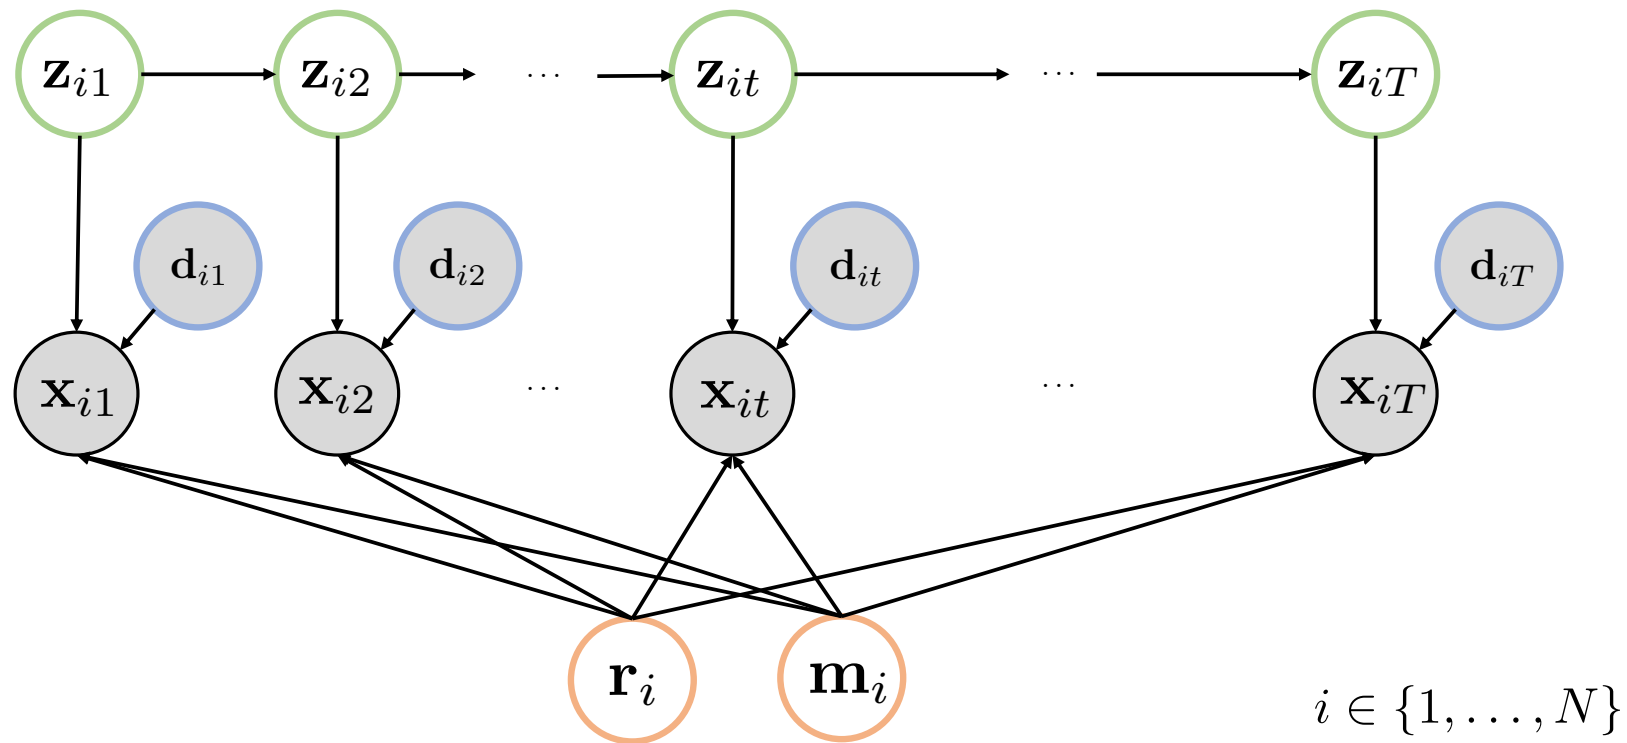 z_{i1} z_{i2} ... z_{it} ... z_{iT}
d_{i1} d_{i2} d_{it} d_{iT}
x_{i1} x_{i2} ... x_{it} ... x_{iT}
r_i m_i
i ∈ {1, . . . , N}